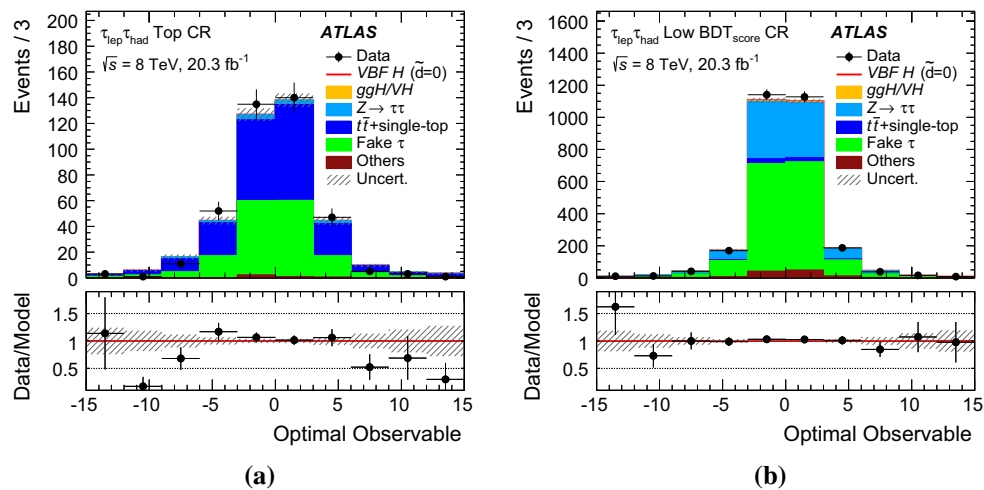 Events / 3
200
180
160
140
120
100
80
60
40
20
0
τlepτhad Top CR
√s = 8 TeV, 20.3 fb⁻¹
ATLAS
Data
VBF H (d̃=0)
ggH/VH
Z→ ττ
tt̄+single-top
Fake τ
Others
Uncert.
Data/Model
1.5
1
0.5
-15 -10 -5 0 5 10 15
Optimal Observable
(a)
Events / 3
1600
1400
1200
1000
800
600
400
200
0
τlepτhad Low BDTscore CR
√s = 8 TeV, 20.3 fb⁻¹
ATLAS
Data
VBF H (d̃=0)
ggH/VH
Z→ ττ
tt̄+single-top
Fake τ
Others
Uncert.
Data/Model
1.5
1
0.5
-15 -10 -5 0 5 10 15
Optimal Observable
(b)